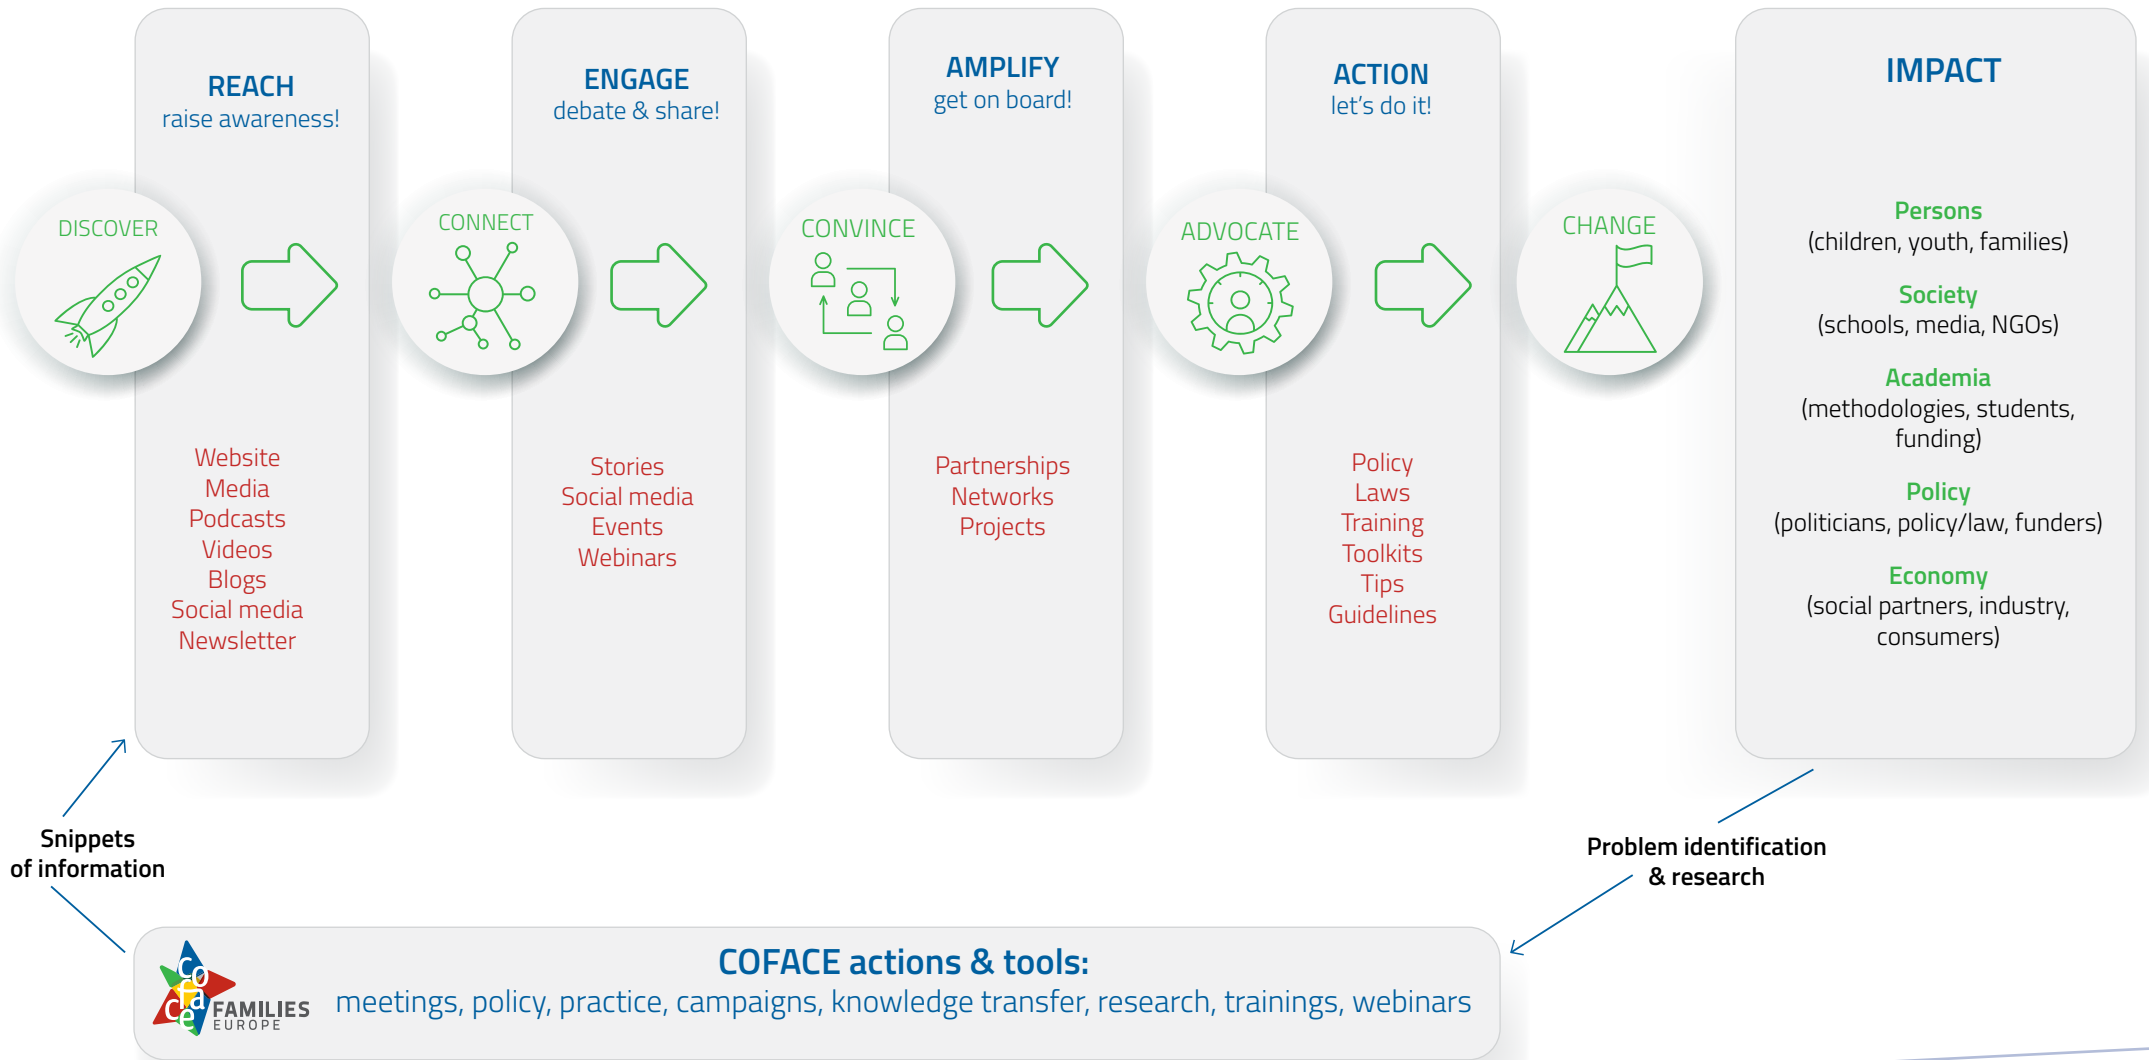 REACH
raise awareness!
DISCOVER
Website
Media
Podcasts
Videos
Blogs
Social media
Newsletter
ENGAGE
debate & share!
CONNECT
Stories
Social media
Events
Webinars
AMPLIFY
get on board!
CONVINCE
Partnerships
Networks
Projects
ACTION
let's do it!
ADVOCATE
Policy
Laws
Training
Toolkits
Tips
Guidelines
IMPACT
CHANGE
Persons
(children, youth, families)
Society
(schools, media, NGOs)
Academia
(methodologies, students,
funding)
Policy
(politicians, policy/law, funders)
Economy
(social partners, industry,
consumers)
Snippets
of information
Problem identification
& research
COFACE actions & tools:
meetings, policy, practice, campaigns, knowledge transfer, research, trainings, webinars
coface
FAMILIES
EUROPE